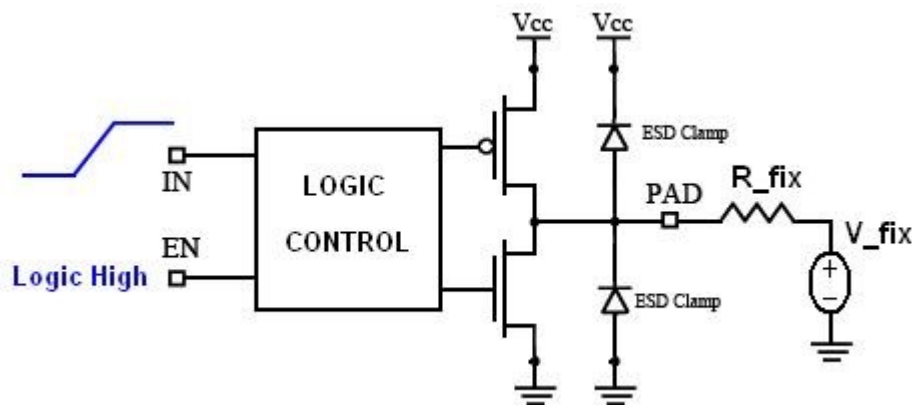 Vcc
Vcc
ESD Clamp
IN
LOGIC
CONTROL
PAD
R_fix
V_fix
EN
Logic High
ESD Clamp
+
−